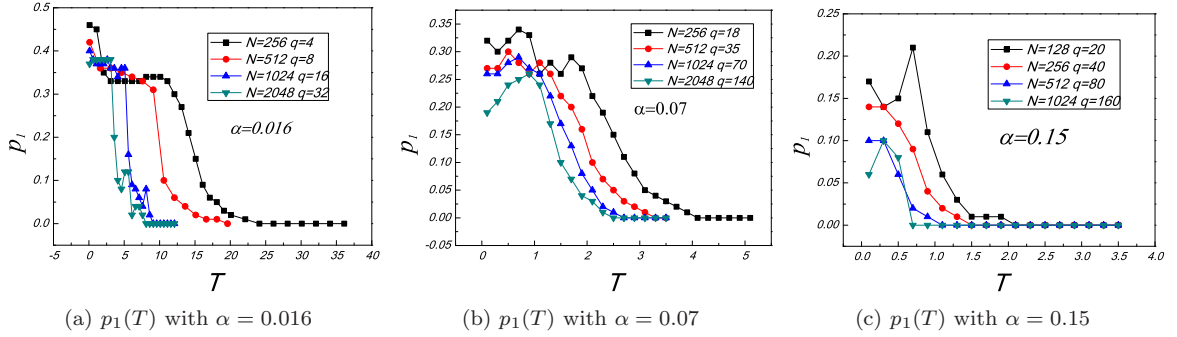 0.5
0.4
0.3
0.2
0.1
0.0
p₁
-5 0 5 10 15 20 25 30 35 40
T
N=256 q=4
N=512 q=8
N=1024 q=16
N=2048 q=32
α=0.016
(a) p₁(T) with α = 0.016
0.35
0.30
0.25
0.20
0.15
0.10
0.05
0.00
-0.05
p₁
0 1 2 3 4 5
T
N=256 q=18
N=512 q=35
N=1024 q=70
N=2048 q=140
α=0.07
(b) p₁(T) with α = 0.07
0.25
0.20
0.15
0.10
0.05
0.00
p₁
0.0 0.5 1.0 1.5 2.0 2.5 3.0 3.5 4.0
T
N=128 q=20
N=256 q=40
N=512 q=80
N=1024 q=160
α=0.15
(c) p₁(T) with α = 0.15